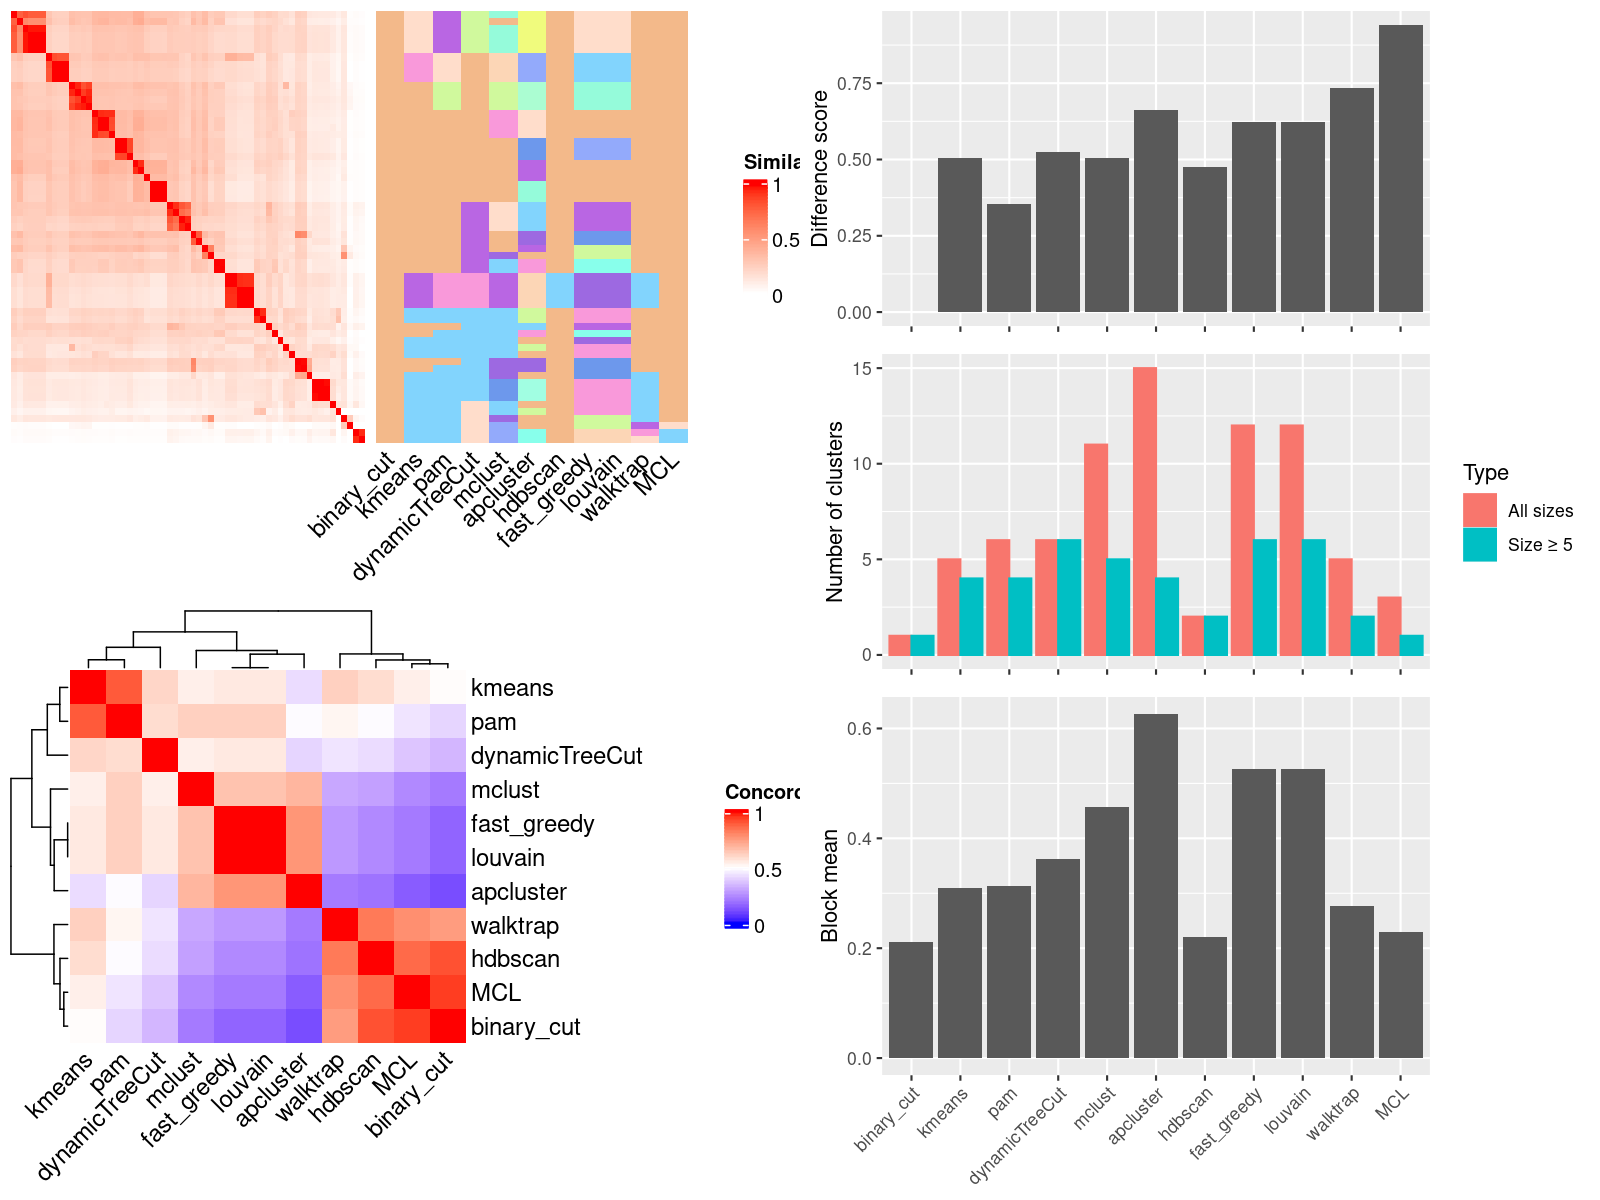 Simila
1
0.5
0
binary_cut
kmeans
pam
dynamicTreeCut
mclust
apcluster
hdbscan
fast_greedy
louvain
walktrap
MCL
kmeans
pam
dynamicTreeCut
mclust
fast_greedy
louvain
apcluster
walktrap
hdbscan
MCL
binary_cut
kmeans
pam
dynamicTreeCut
mclust
fast_greedy
louvain
apcluster
walktrap
hdbscan
MCL
binary_cut
Concord
1
0.5
0
Difference score
0.75
0.50
0.25
0.00
Number of clusters
15
10
5
0
Type
All sizes
Size ≥ 5
Block mean
0.6
0.4
0.2
0.0
binary_cut
kmeans
pam
dynamicTreeCut
mclust
apcluster
hdbscan
fast_greedy
louvain
walktrap
MCL